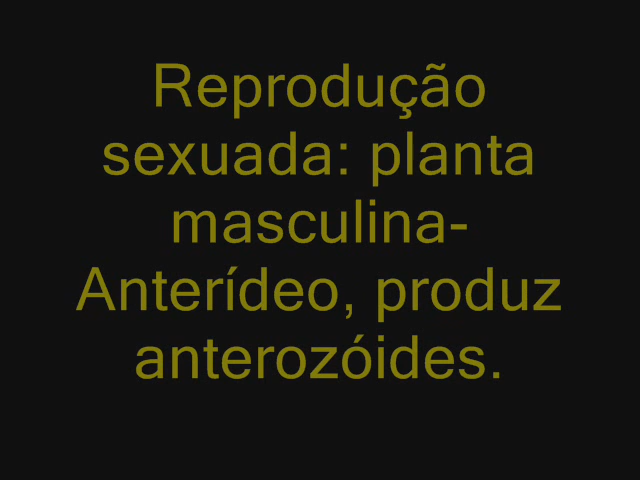 Reprodução
sexuada: planta
masculina-
Anterídeo, produz
anterozóides.